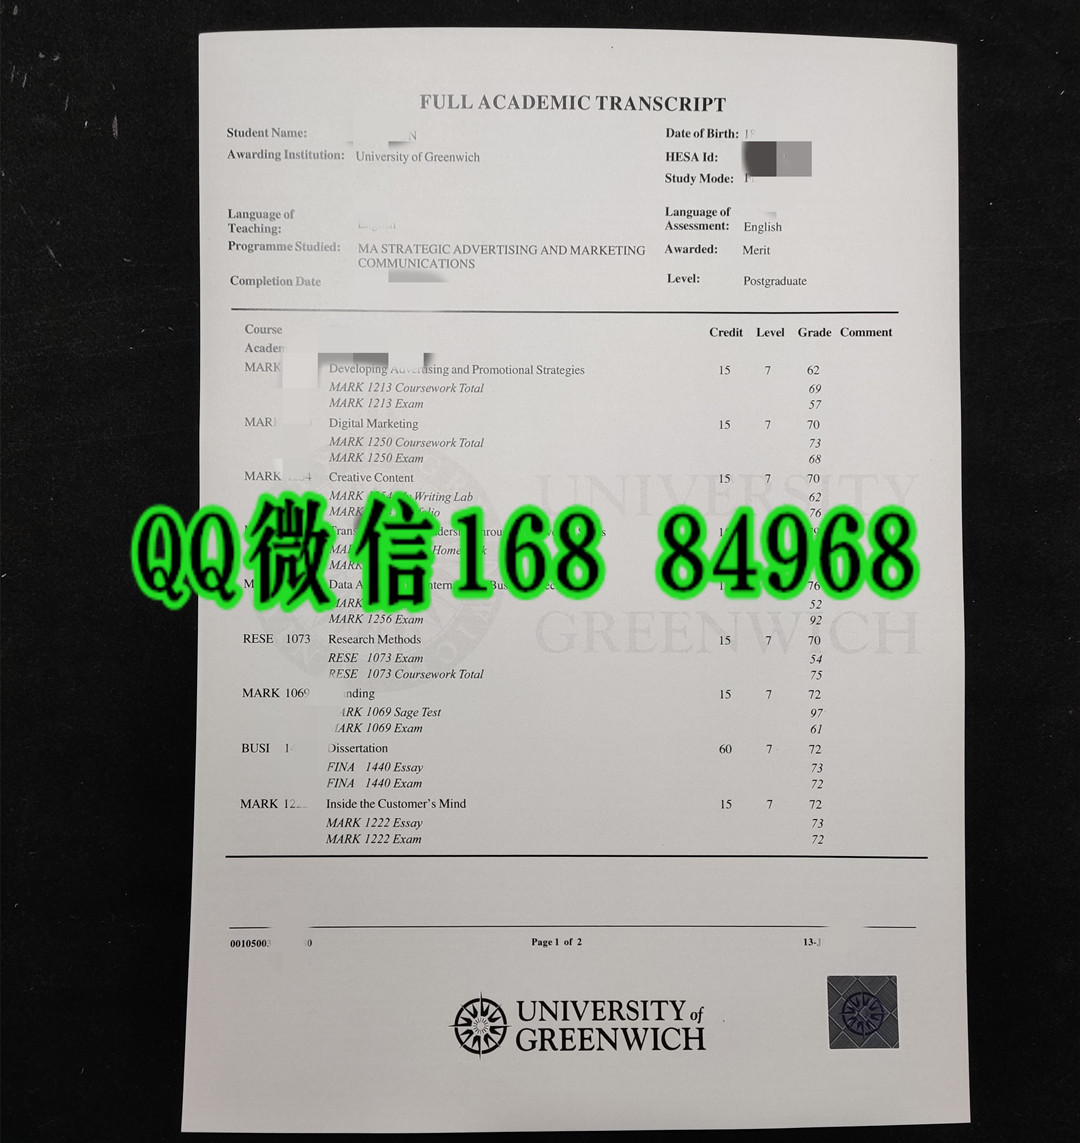 FULL ACADEMIC TRANSCRIPT
Student Name: N Date of Birth:
Awarding Institution: University of Greenwich HESA Id:
Study Mode:
Language of Teaching: Language of Assessment: English
Programme Studied: MA STRATEGIC ADVERTISING AND MARKETING COMMUNICATIONS Awarded: Merit
Completion Date Level: Postgraduate
Course Credit Level Grade Comment
MARK Developing and Promotional Strategies 15 7 62
MARK 1213 Coursework Total 69
MARK 1213 Exam 57
Digital Marketing 15 7 70
MARK 1250 Coursework Total 73
MARK 1250 Exam 68
MARK Creative Content 15 7 70
MARK Writing Lab 62
MARK 76
UNIVERSITY
QQ微信168 84968
Data 76
52
MARK 1256 Exam 92
GREENWICH
RESE 1073 Research Methods 15 7 70
RESE 1073 Exam 54
RESE 1073 Coursework Total 75
MARK 1069 15 7 72
MARK 1069 Sage Test 97
MARK 1069 Exam 61
BUSI Dissertation 60 7 72
FINA 1440 Essay 73
FINA 1440 Exam 72
MARK Inside the Customer's Mind 15 7 72
MARK 1222 Essay 73
MARK 1222 Exam 72
Page 1 of 2
UNIVERSITY of
GREENWICH